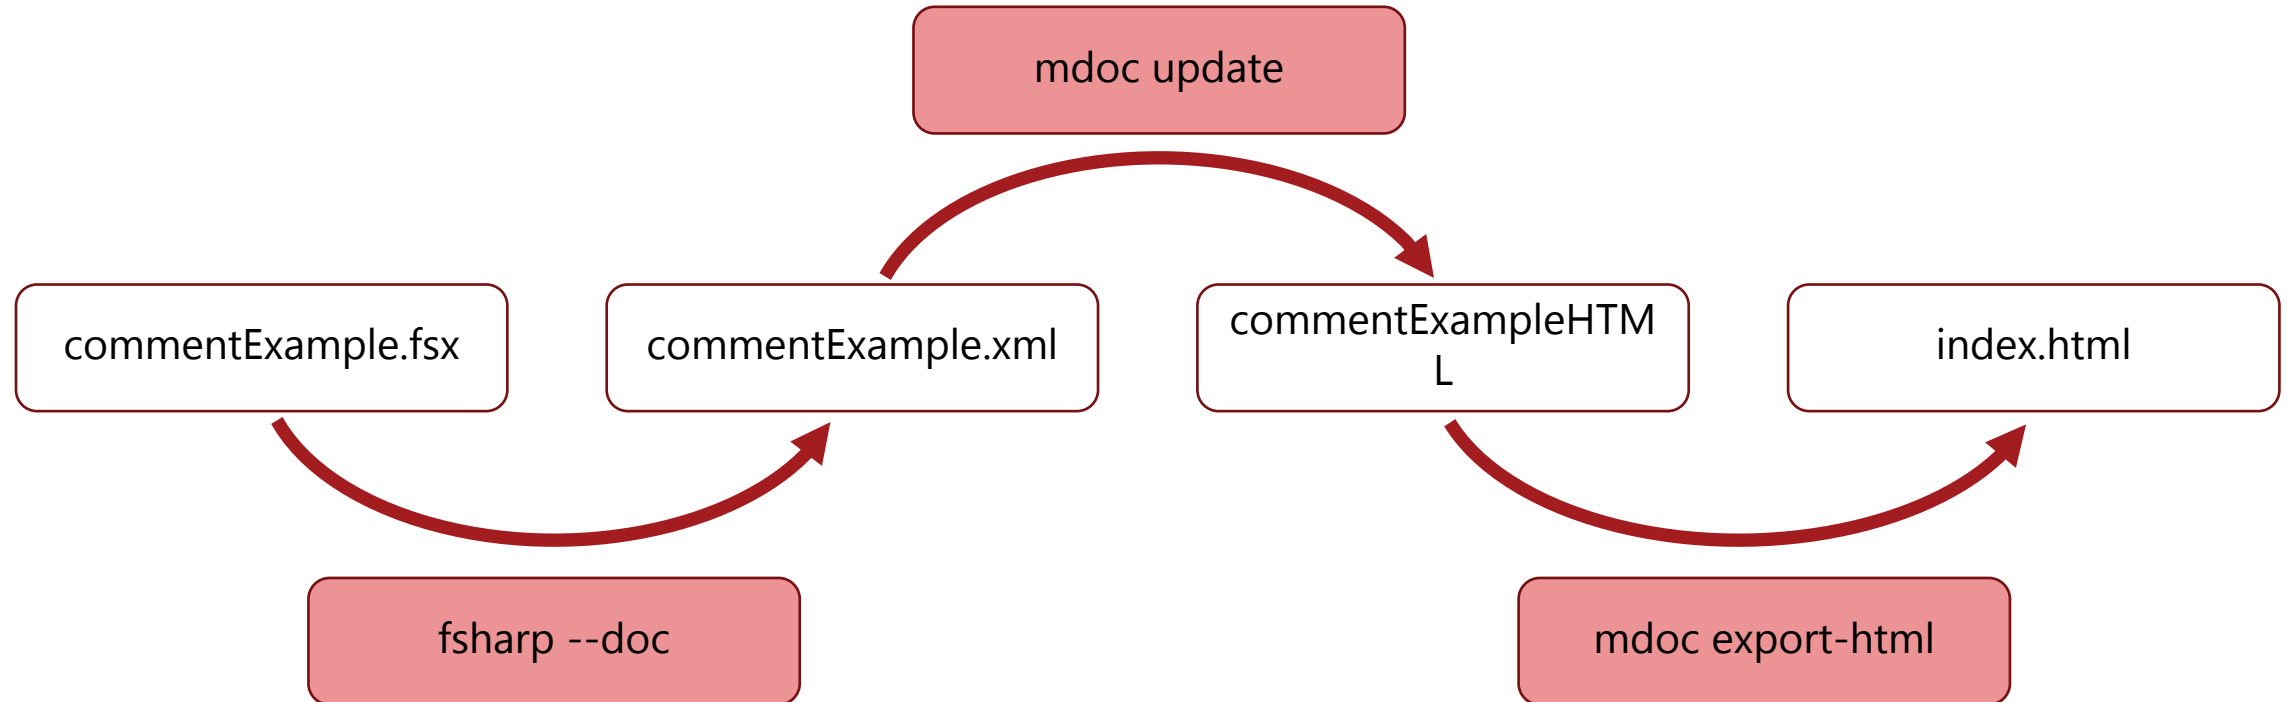 mdoc update
commentExample.fsx
commentExample.xml
commentExampleHTM
L
index.html
fsharp --doc
mdoc export-html